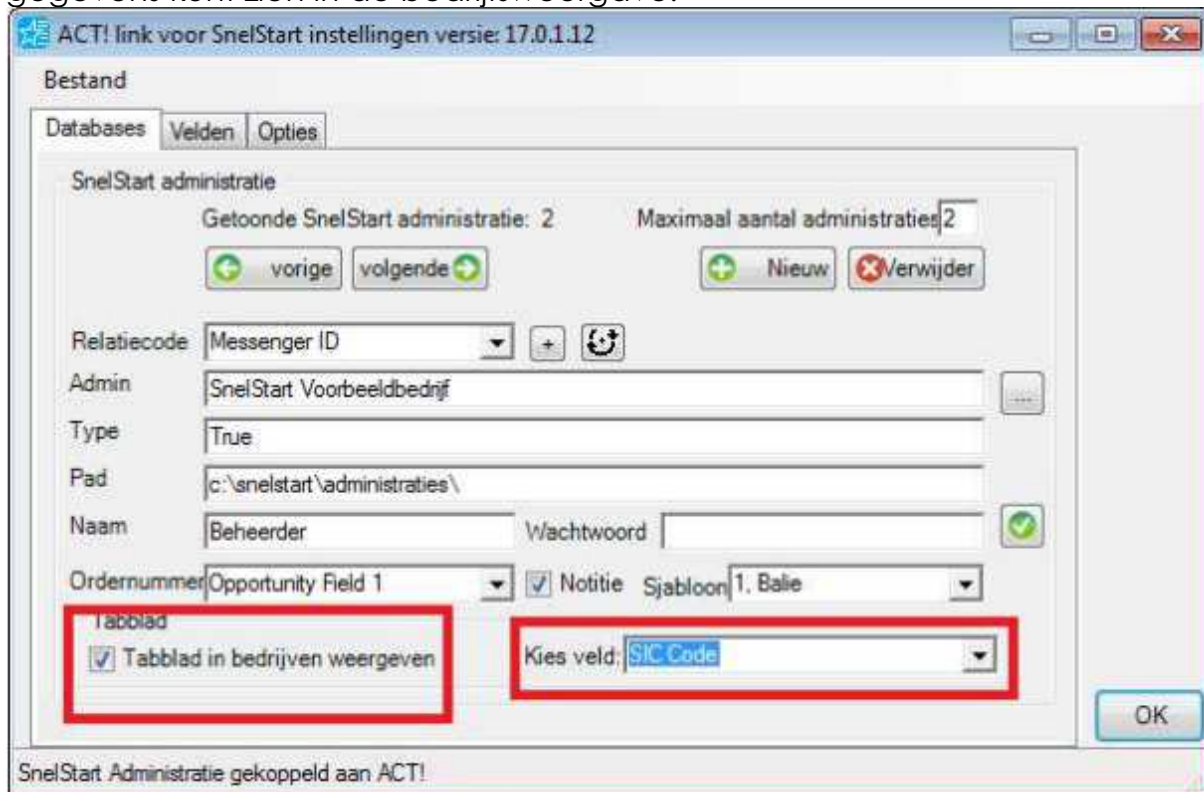 ACT! link voor SnelStart instellingen versie: 17.0.1.12
Bestand
Databases Velden Opties
SnelStart administratie
Getoonde SnelStart administratie: 2 Maximaal aantal administraties 2
vorige volgende Nieuw Verwijder
Relatiecode Messenger ID +
Admin SnelStart Voorbeeldbedrijf ...
Type True
Pad c:\snelstart\administraties\
Naam Beheerder Wachtwoord
Ordernummer Opportunity Field 1 Notitie Sjabloon 1, Balie
Tabblad
Tabblad in bedrijven weergeven Kies veld: SIC Code
OK
SnelStart Administratie gekoppeld aan ACT!